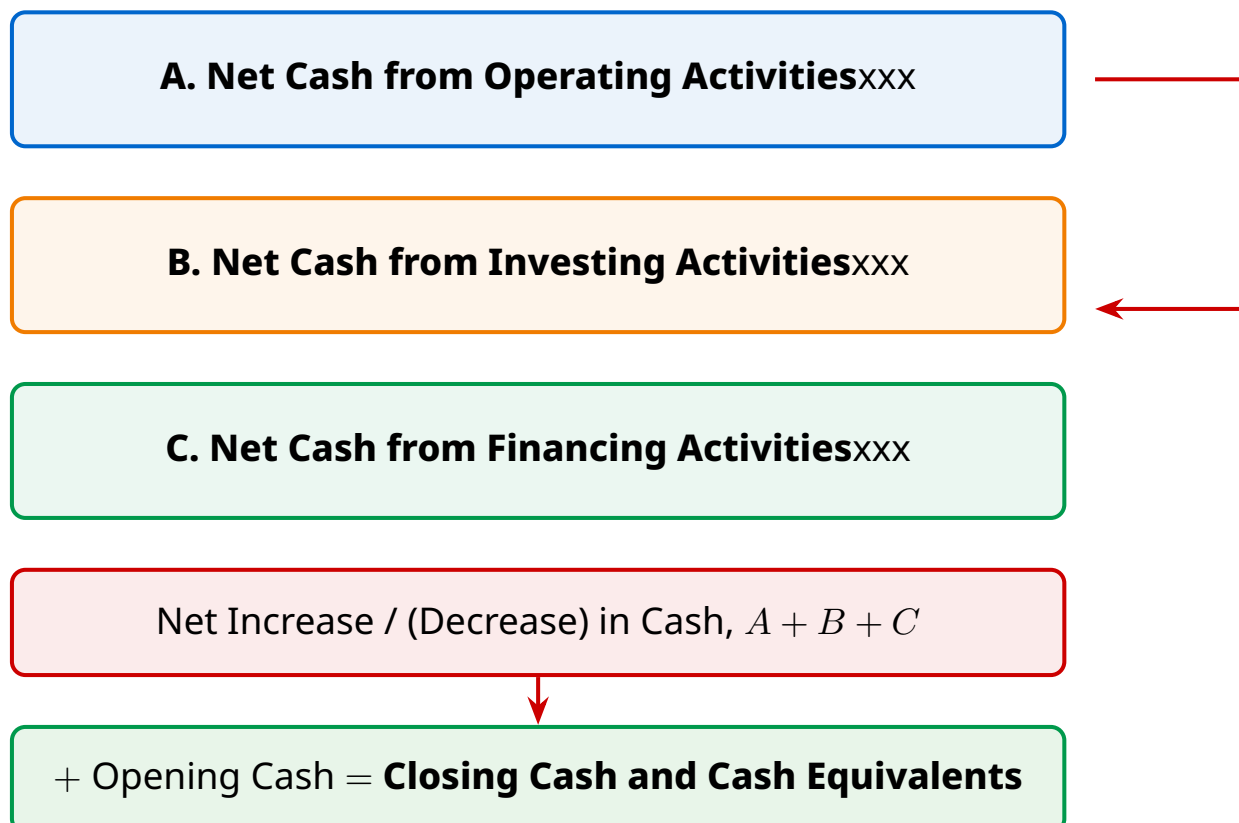 A. Net Cash from Operating Activitiesxxx
B. Net Cash from Investing Activitiesxxx
C. Net Cash from Financing Activitiesxxx
Net Increase / (Decrease) in Cash, A + B + C
+ Opening Cash = Closing Cash and Cash Equivalents